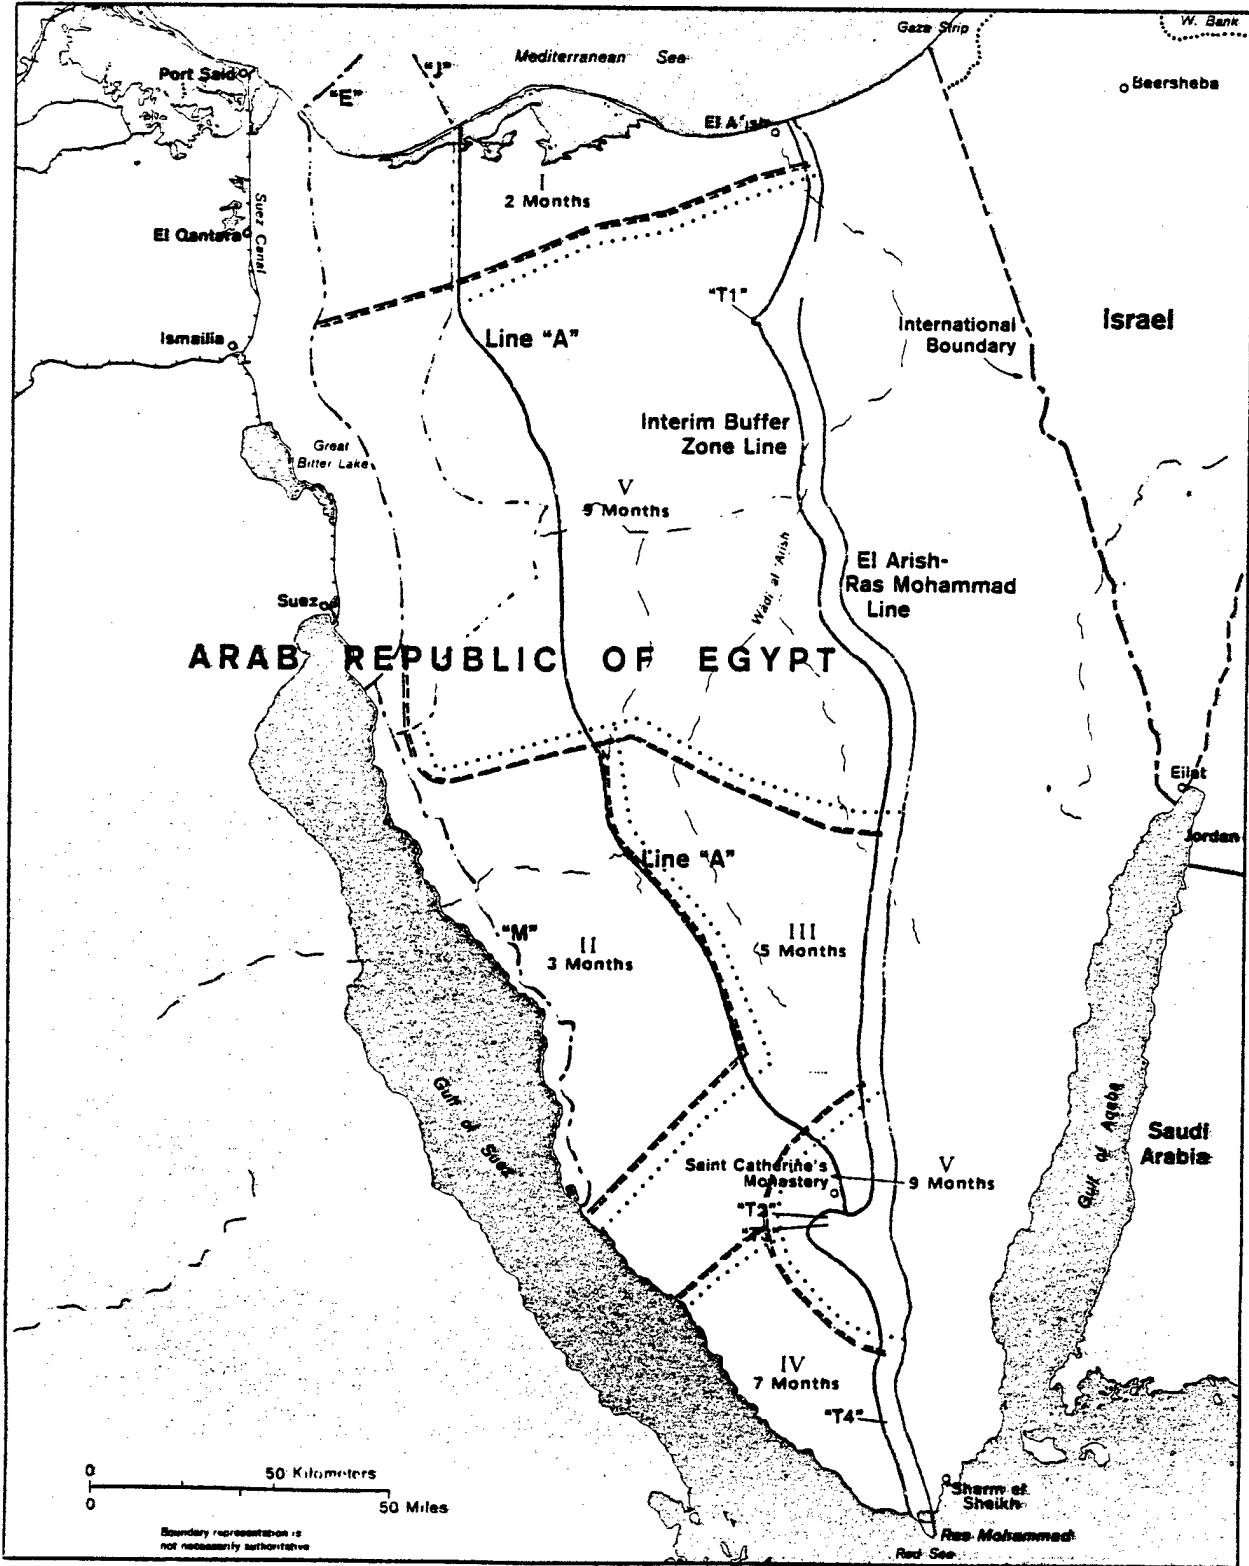 Gaza Strip
W. Bank
Port Said
"E"
"J"
Mediterranean Sea
Beersheba
El Arish
I
2 Months
Suez Canal
El Qantara
"T1"
Ismailia
Line "A"
International
Boundary
Israel
Interim Buffer
Zone Line
Great
Bitter Lake
V
9 Months
Wadi al 'Arish
El Arish-
Ras Mohammad
Line
Suez
ARAB REPUBLIC OF EGYPT
Eilat
Jordan
Line "A"
"M"
II
3 Months
III
5 Months
Gulf of Suez
Gulf of Aqaba
Saudi
Arabia
Saint Catherine's
Monastery
V
9 Months
"T2"
IV
7 Months
"T4"
0 50 Kilometers
0 50 Miles
Sharm el
Sheikh
Ras Mohammad
Red Sea
Boundary representation is
not necessarily authoritative